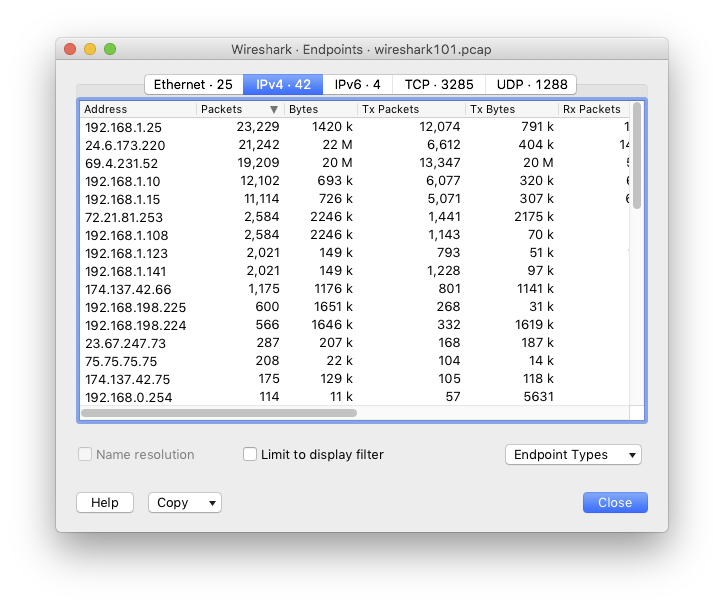 Wireshark · Endpoints · wireshark101.pcap
Ethernet · 25 IPv4 · 42 IPv6 · 4 TCP · 3285 UDP · 1288
Address Packets ▼ Bytes Tx Packets Tx Bytes Rx Packets
192.168.1.25 23,229 1420 k 12,074 791 k
24.6.173.220 21,242 22 M 6,612 404 k
69.4.231.52 19,209 20 M 13,347 20 M
192.168.1.10 12,102 693 k 6,077 320 k
192.168.1.15 11,114 726 k 5,071 307 k
72.21.81.253 2,584 2246 k 1,441 2175 k
192.168.1.108 2,584 2246 k 1,143 70 k
192.168.1.123 2,021 149 k 793 51 k
192.168.1.141 2,021 149 k 1,228 97 k
174.137.42.66 1,175 1176 k 801 1141 k
192.168.198.225 600 1651 k 268 31 k
192.168.198.224 566 1646 k 332 1619 k
23.67.247.73 287 207 k 168 187 k
75.75.75.75 208 22 k 104 14 k
174.137.42.75 175 129 k 105 118 k
192.168.0.254 114 11 k 57 5631
Name resolution Limit to display filter Endpoint Types ▼
Help Copy ▼ Close